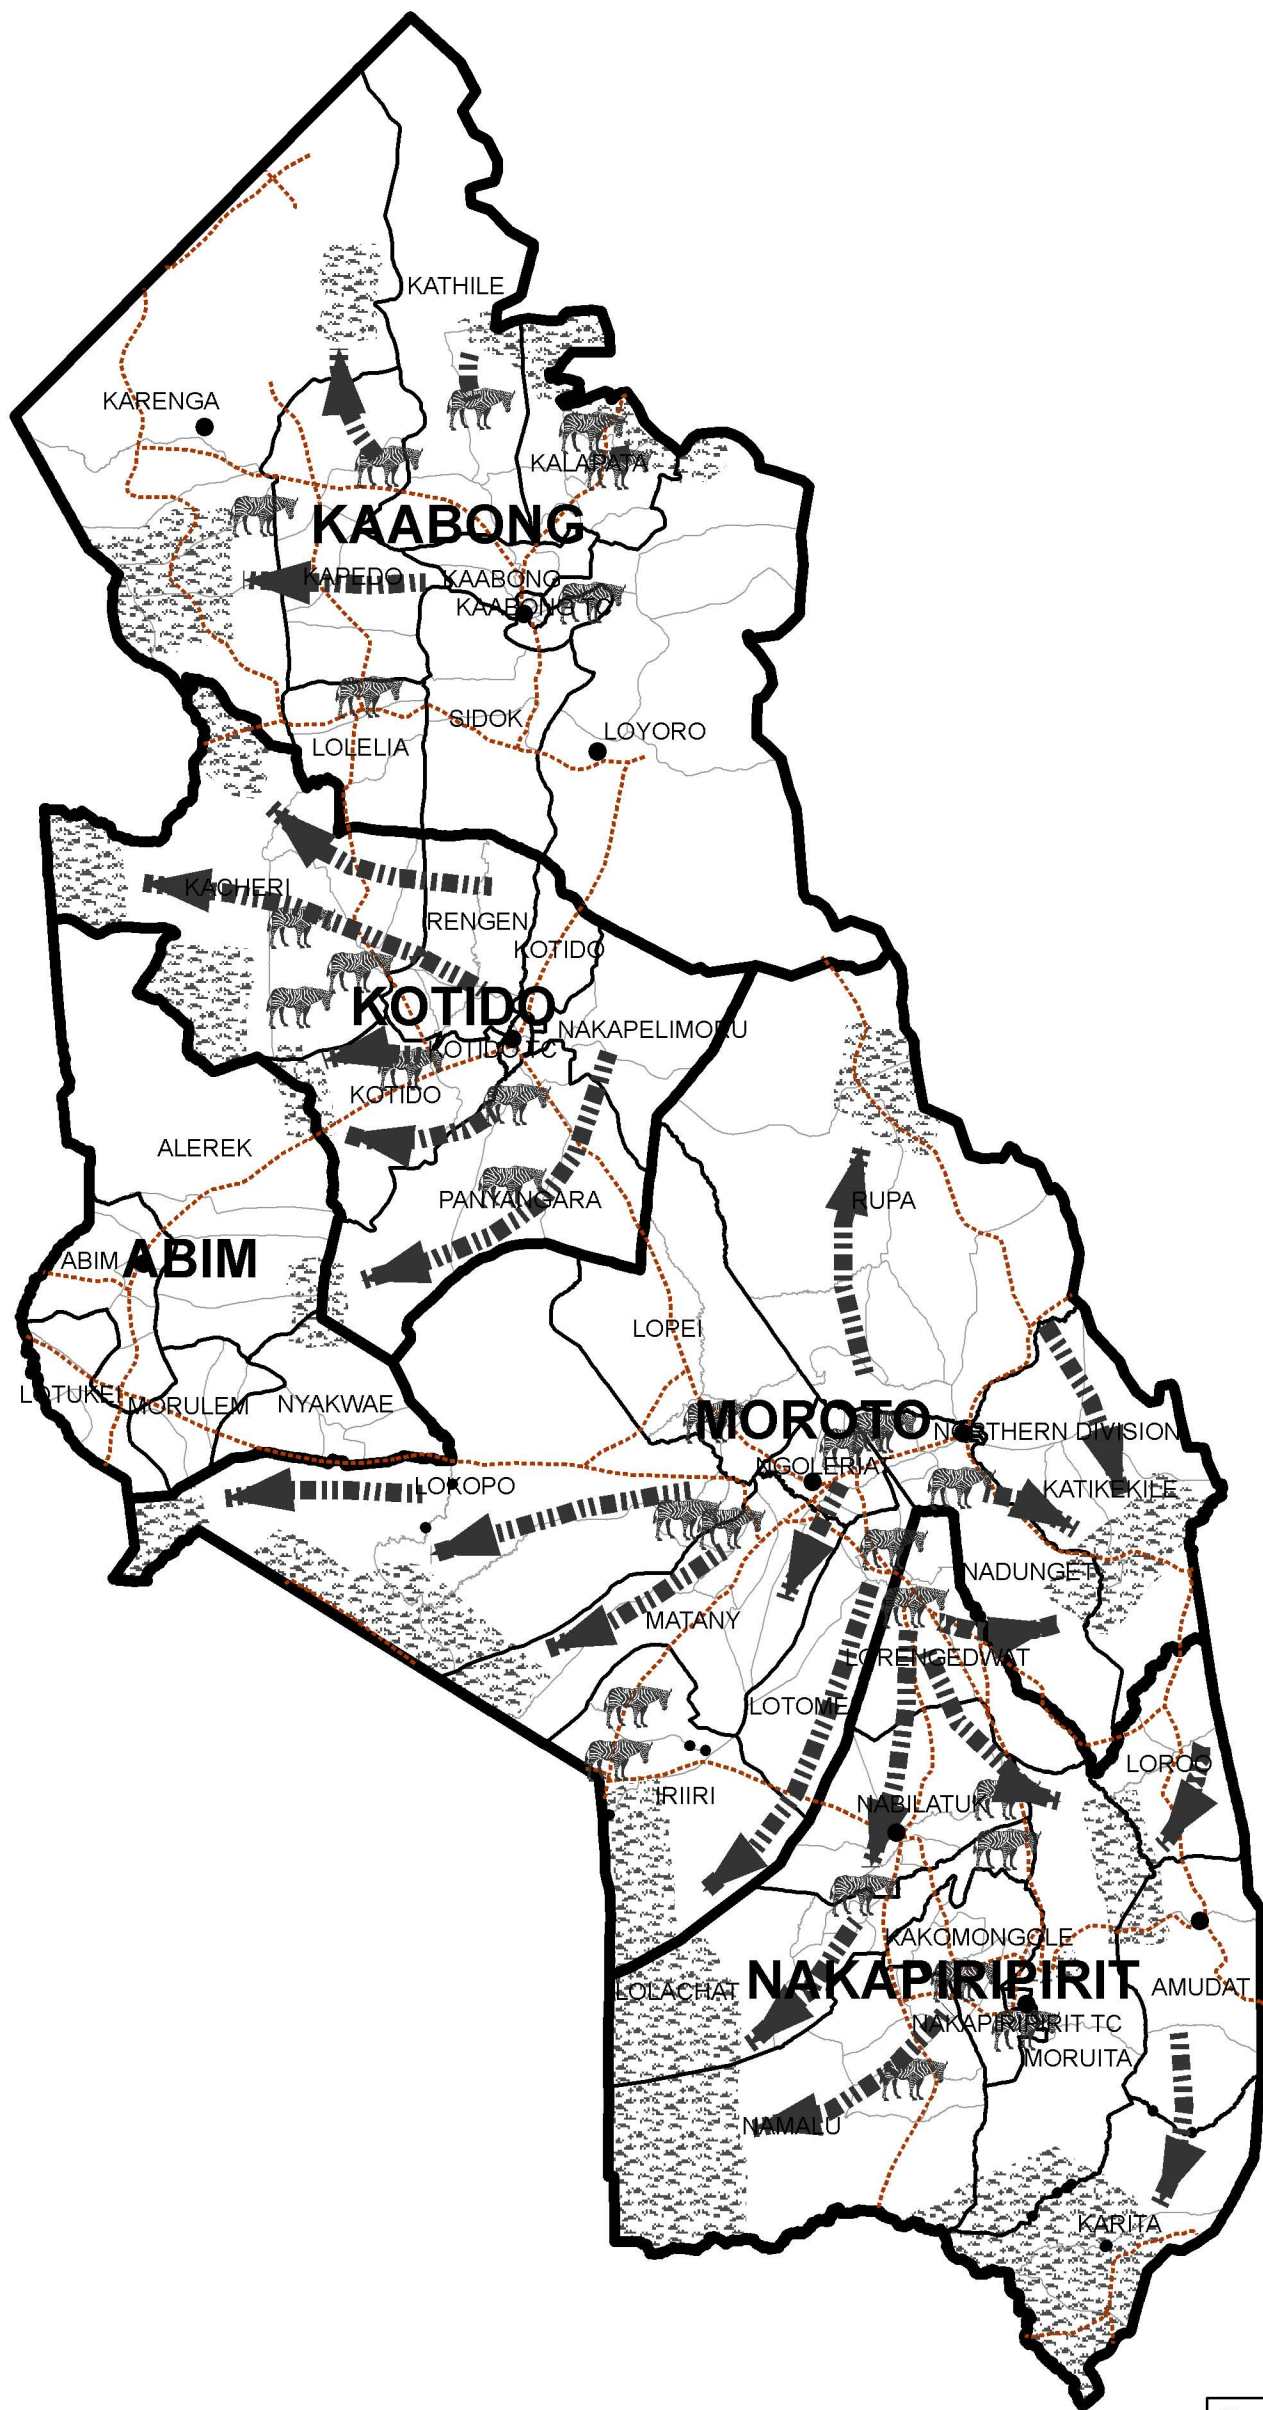 KATHILE
KARENGA
KALAPATA
KAABONG
KAPEDO
KAABONG
KAABONG TC
SIDOK
LOYORO
LOLELIA
KACHERI
RENGEN
KOTIDO
KOTIDO
NAKAPELIMORU
KOTIDO TC
KOTIDO
ALEREK
PANYANGARA
RUPA
ABIM
ABIM
LOPEI
LOTUKEI
MORULEM
NYAKWAE
MOROTO
NORTHERN DIVISION
NGOLERIAT
LOKOPO
KATIKEKILE
NADUNGET
MATANY
LORENGEDWAT
LOTOME
LOROO
IRIIRI
NABILATUK
KAKOMONGOLE
NAKAPIRIPIRIT
LOLACHAT
AMUDAT
NAKAPIRIPIRIT TC
MORUITA
NAMALU
KARITA